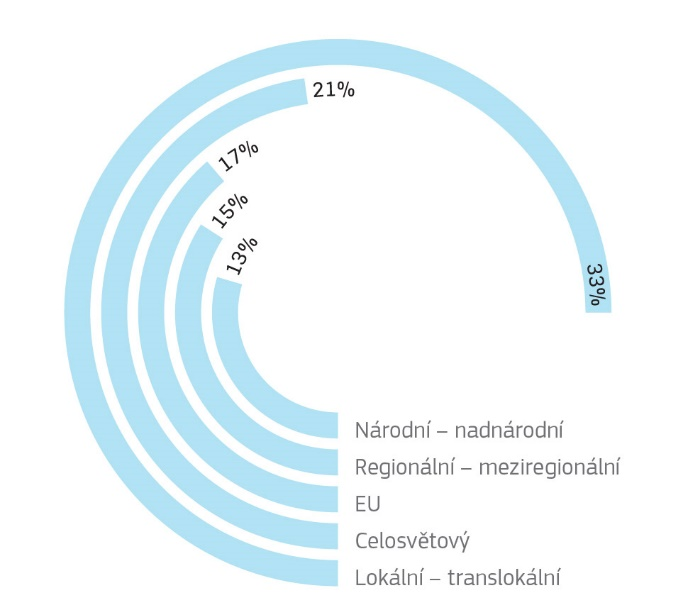 21%
17%
15%
13%
33%
Národní – nadnárodní
Regionální – meziregionální
EU
Celosvětový
Lokální – translokální